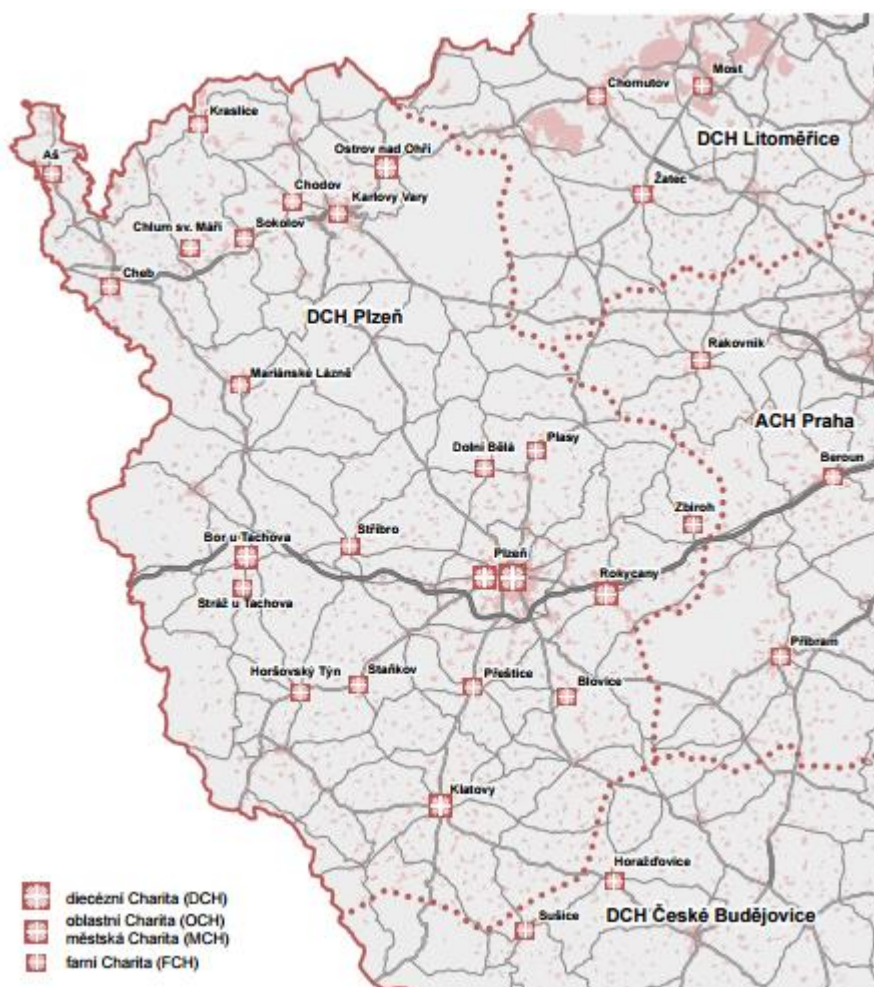 Chomutov
Most
Kraslice
DCH Litoměřice
Ostrov nad Ohří
Aš
Chodov
Žatec
Karlovy Vary
Chlum sv. Máří
Sokolov
Cheb
DCH Plzeň
Rakovník
Mariánské Lázně
ACH Praha
Plasy
Dolní Bělá
Beroun
Zbiroh
Stříbro
Bor u Tachova
Plzeň
Rokycany
Stráž u Tachova
Příbram
Horšovský Týn
Staňkov
Přeštice
Blovice
Klatovy
Horažďovice
Sušice
DCH České Budějovice
diecézní Charita (DCH)
oblastní Charita (OCH)
městská Charita (MCH)
farní Charita (FCH)